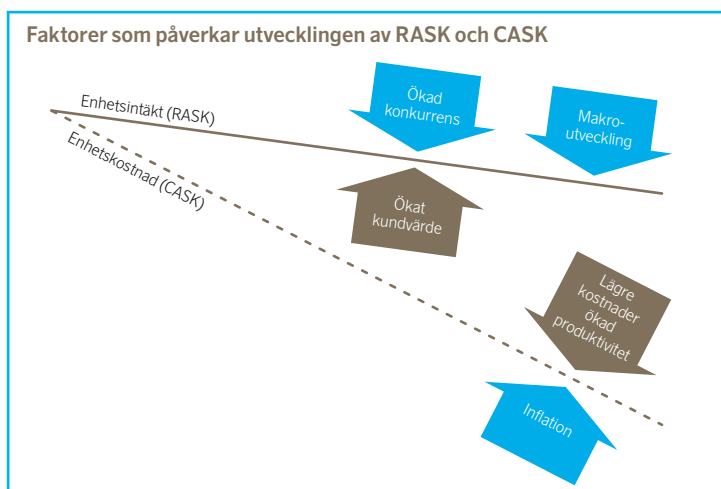 Faktorer som påverkar utvecklingen av RASK och CASK
Enhetsintäkt (RASK)
Enhetskostnad (CASK)
Ökad
konkurrens
Makro-
utveckling
Ökat
kundvärde
Lägre
kostnader
ökad
produktivitet
Inflation